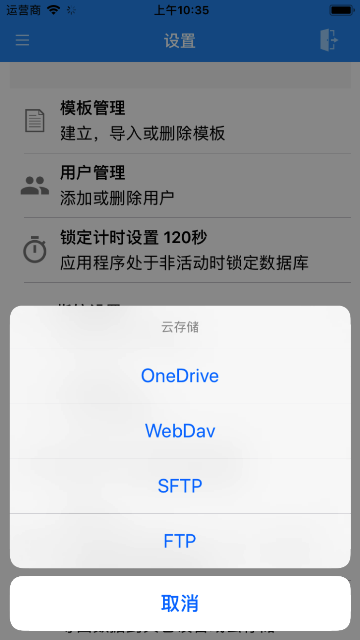 运营商 上午10:35
设置
模板管理
建立，导入或删除模板
用户管理
添加或删除用户
锁定计时设置 120秒
应用程序处于非活动时锁定数据库
云存储
OneDrive
WebDav
SFTP
FTP
取消